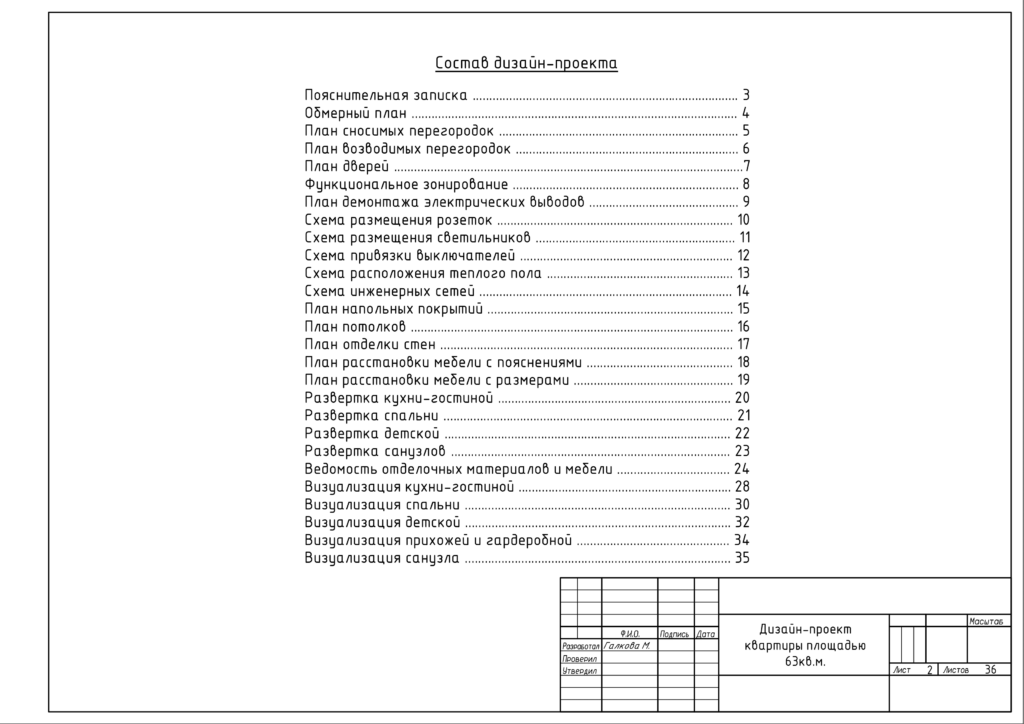 Состав дизайн-проекта
Пояснительная записка ........ 3
Обмерный план ........ 4
План сносимых перегородок ........ 5
План возводимых перегородок ........ 6
План дверей ........ 7
Функциональное зонирование ........ 8
План демонтажа электрических выводов ........ 9
Схема размещения розеток ........ 10
Схема размещения светильников ........ 11
Схема привязки выключателей ........ 12
Схема расположения теплого пола ........ 13
Схема инженерных сетей ........ 14
План напольных покрытий ........ 15
План потолков ........ 16
План отделки стен ........ 17
План расстановки мебели с пояснениями ........ 18
План расстановки мебели с размерами ........ 19
Развертка кухни-гостиной ........ 20
Развертка спальни ........ 21
Развертка детской ........ 22
Развертка санузлов ........ 23
Ведомость отделочных материалов и мебели ........ 24
Визуализация кухни-гостиной ........ 28
Визуализация спальни ........ 30
Визуализация детской ........ 32
Визуализация прихожей и гардеробной ........ 34
Визуализация санузла ........ 35
Ф.И.О. Подпись Дата
Разработал Галкова М.
Проверил
Утвердил
Дизайн-проект
квартиры площадью
63кв.м.
Масштаб
Лист 2 Листов 36